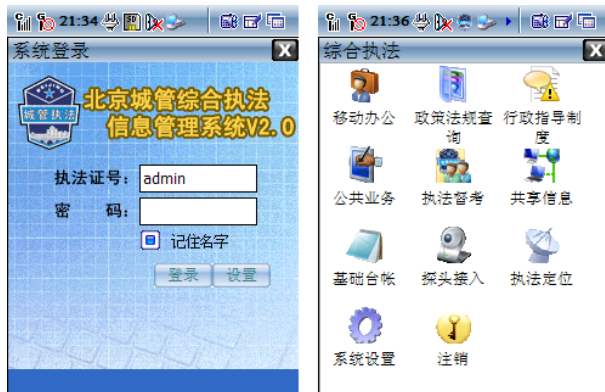 21:34
系统登录
X
城管执法
北京城管综合执法
信息管理系统V2.0
执法证号: admin
密 码:
记住名字
登录 设置
21:36
综合执法
X
移动办公 政策法规查询 行政指导制度
公共业务 执法督考 共享信息
基础台帐 探头接入 执法定位
系统设置 注销